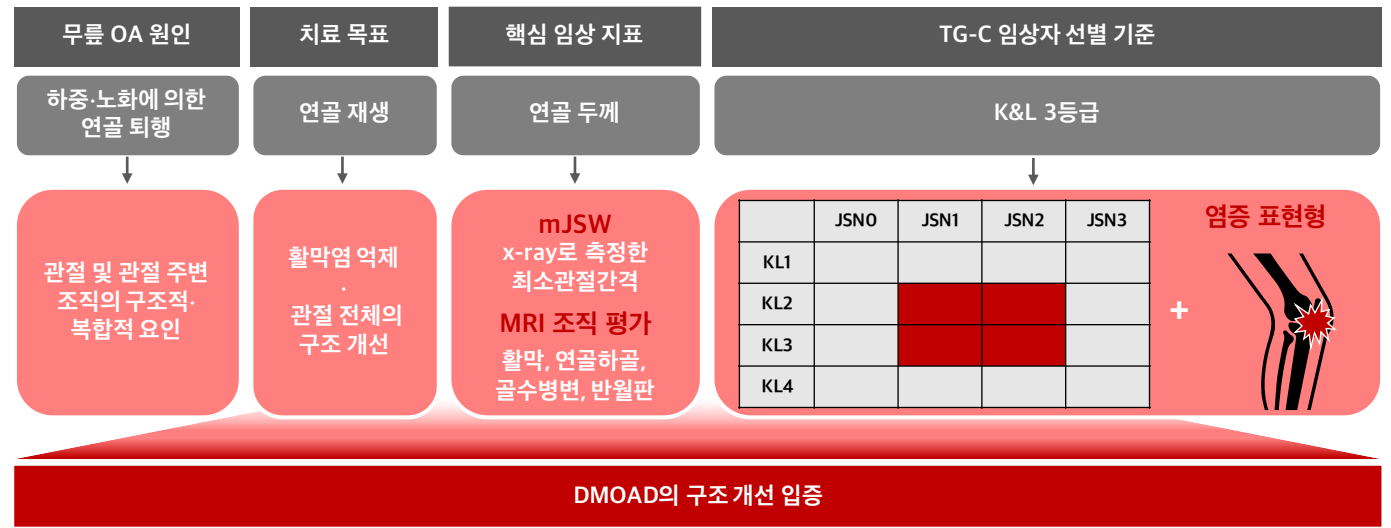 무릎 OA 원인
치료 목표
핵심 임상 지표
TG-C 임상자 선별 기준
하중·노화에 의한
연골 퇴행
연골 재생
연골 두께
K&L 3등급
관절 및 관절 주변
조직의 구조적·
복합적 요인
활막염 억제
·
관절 전체의
구조 개선
mJSW
x-ray로 측정한
최소관절간격
MRI 조직 평가
활막, 연골하골,
골수병변, 반월판
JSN0 JSN1 JSN2 JSN3
KL1
KL2
KL3
KL4
+
염증 표현형
DMOAD의 구조 개선 입증